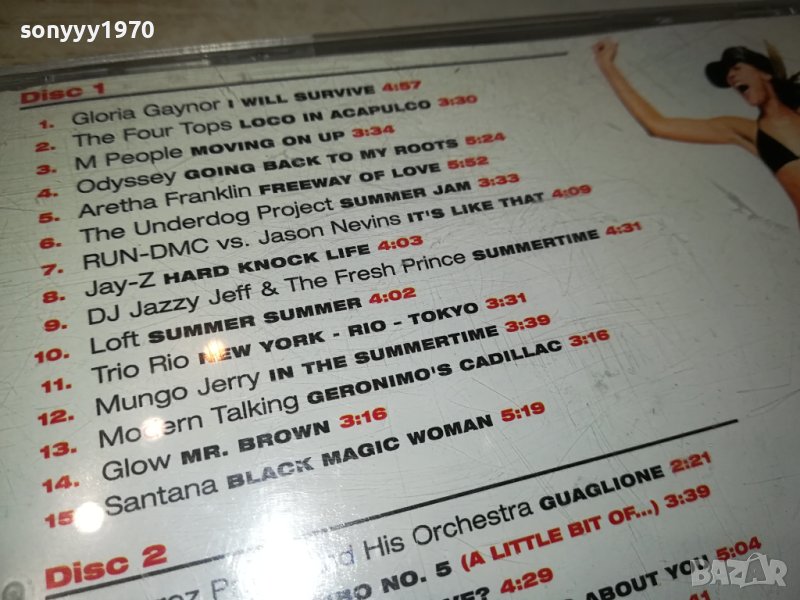 sonyyy1970
Disc 1
1. Gloria Gaynor I WILL SURVIVE 4:57
2. The Four Tops LOCO IN ACAPULCO 3:30
3. M People MOVING ON UP 3:34
4. Odyssey GOING BACK TO MY ROOTS 5:24
5. Aretha Franklin FREEWAY OF LOVE 5:52
6. The Underdog Project SUMMER JAM 3:33
7. RUN-DMC vs. Jason Nevins IT'S LIKE THAT 4:09
8. Jay-Z HARD KNOCK LIFE 4:03
9. DJ Jazzy Jeff & The Fresh Prince SUMMERTIME 4:31
10. Loft SUMMER SUMMER 4:02
11. Trio Rio NEW YORK - RIO - TOKYO 3:31
12. Mungo Jerry IN THE SUMMERTIME 3:39
13. Modern Talking GERONIMO'S CADILLAC 3:16
14. Glow MR. BROWN 3:16
15. Santana BLACK MAGIC WOMAN 5:19
Disc 2
His Orchestra GUAGLIONE 2:21
NO. 5 (A LITTLE BIT OF...) 3:39
4:29
ABOUT YOU 5:04
41
BAZAR